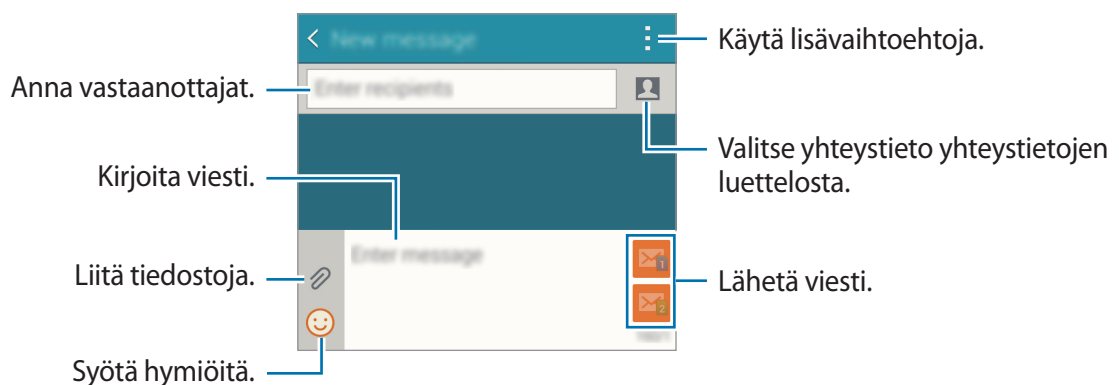 New message
Käytä lisävaihtoehtoja.
Anna vastaanottajat.
Enter recipients
Valitse yhteystieto yhteystietojen
luettelosta.
Kirjoita viesti.
Enter message
1
Liitä tiedostoja.
2
Lähetä viesti.
Syötä hymiöitä.